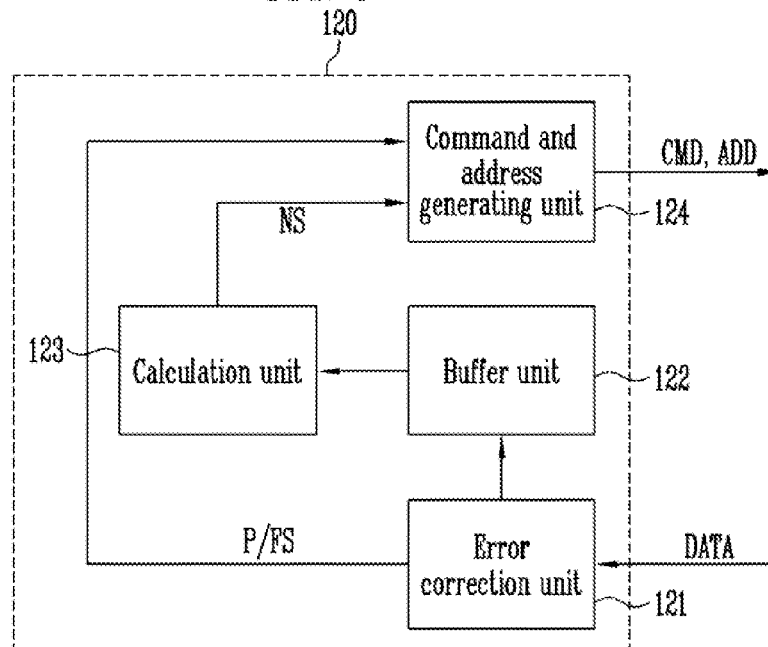 120
Command and
address
generating unit
CMD, ADD
124
NS
123
Calculation unit
Buffer unit
122
P/FS
Error
correction unit
DATA
121